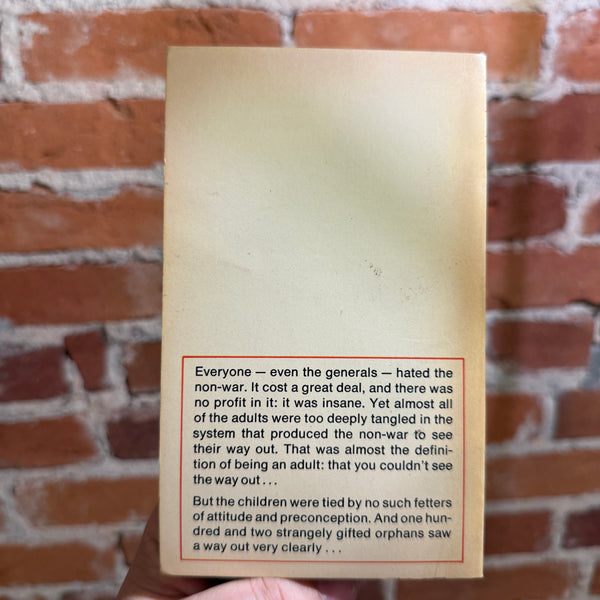 Everyone — even the generals — hated the
non-war. It cost a great deal, and there was
no profit in it: it was insane. Yet almost all
of the adults were too deeply tangled in the
system that produced the non-war to see
their way out. That was almost the defini-
tion of being an adult: that you couldn't see
the way out . . .
But the children were tied by no such fetters
of attitude and preconception. And one hun-
dred and two strangely gifted orphans saw
a way out very clearly . . .